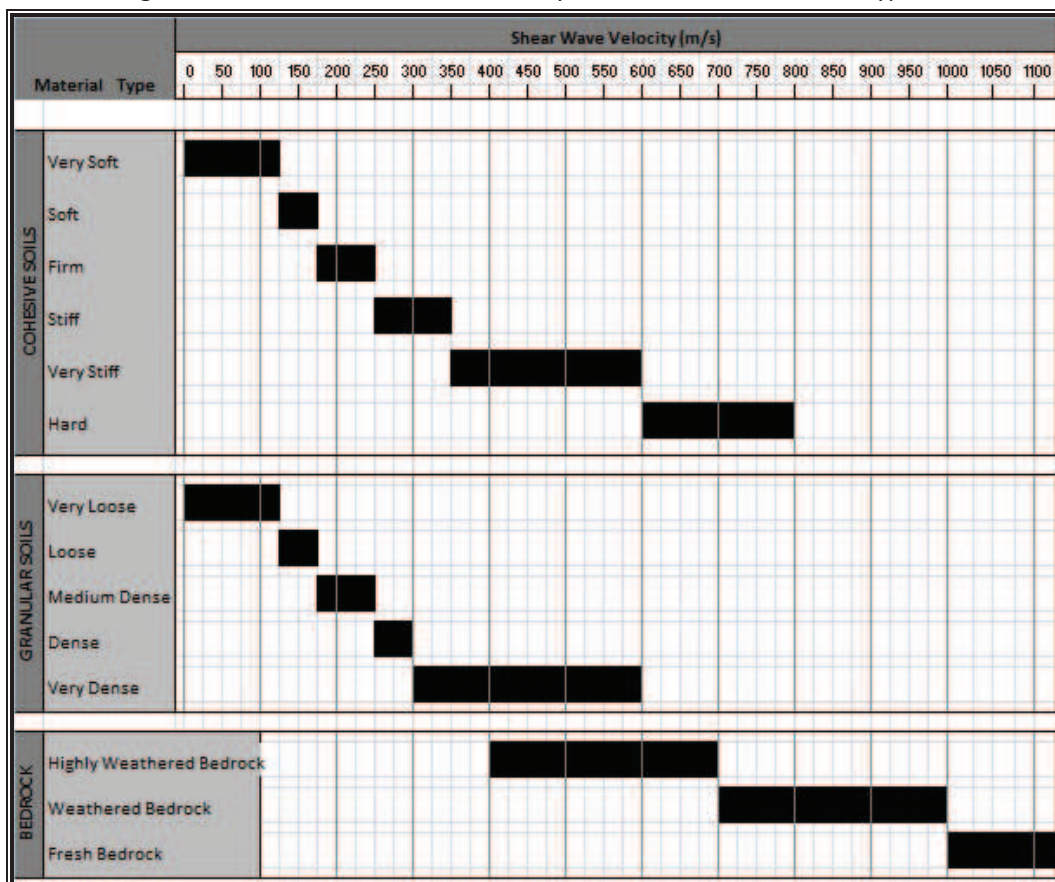 Shear Wave Velocity (m/s)
Material Type
0 50 100 150 200 250 300 350 400 450 500 550 600 650 700 750 800 850 900 950 1000 1050 1100
COHESIVE SOILS
Very Soft
Soft
Firm
Stiff
Very Stiff
Hard
GRANULAR SOILS
Very Loose
Loose
Medium Dense
Dense
Very Dense
BEDROCK
Highly Weathered Bedrock
Weathered Bedrock
Fresh Bedrock